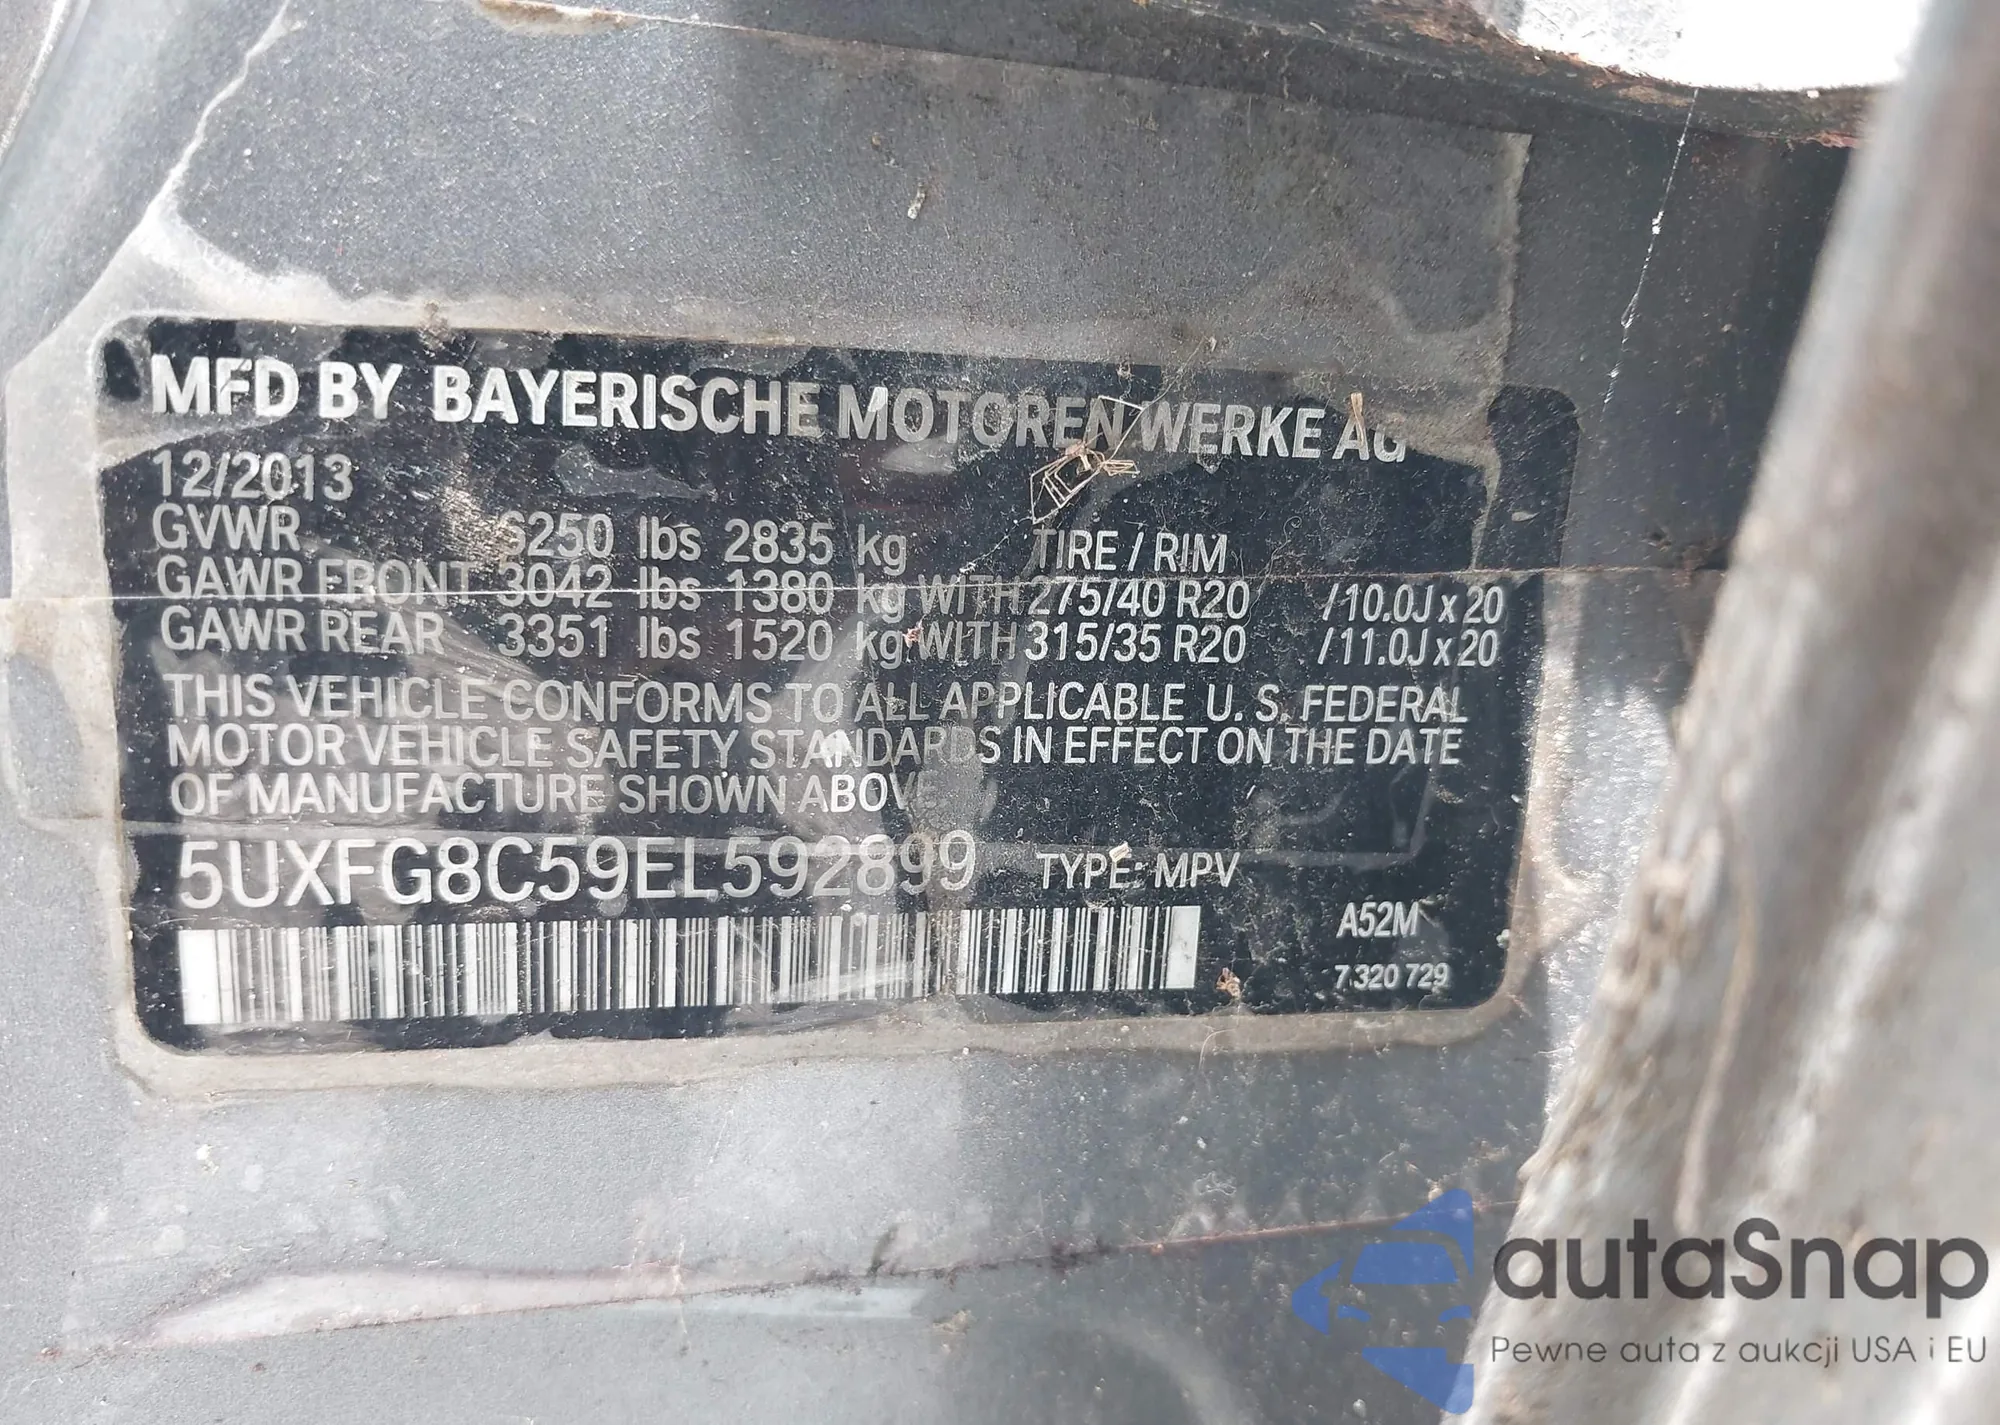 MFD BY BAYERISCHE MOTOREN WERKE AG
12/2013
GVWR 6250 lbs 2835 kg TIRE / RIM
GAWR FRONT 3042 lbs 1380 kg WITH 275/40 R20 /10.0J x 20
GAWR REAR 3351 lbs 1520 kg WITH 315/35 R20 /11.0J x 20
THIS VEHICLE CONFORMS TO ALL APPLICABLE U. S. FEDERAL
MOTOR VEHICLE SAFETY STANDARDS IN EFFECT ON THE DATE
OF MANUFACTURE SHOWN ABOVE
5UXFG8C59EL592899 TYPE: MPV
A52M
7 320 729
autaSnap
Pewne auta z aukcji USA i EU